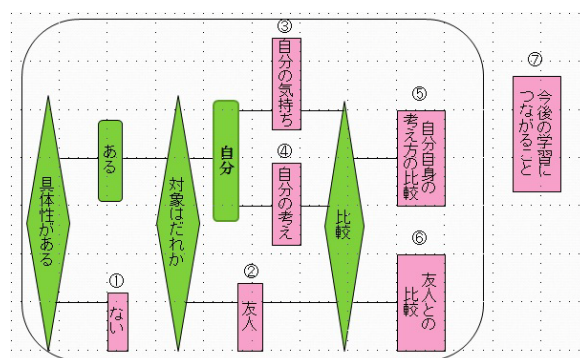 具体性がある
ある
①
ない
対象はだれか
自分
②
友人
③
自分の気持ち
④
自分の考え
比較
⑤
自分自身の
考え方の比較
⑥
友人との
比較
⑦
今後の学習に
つながること